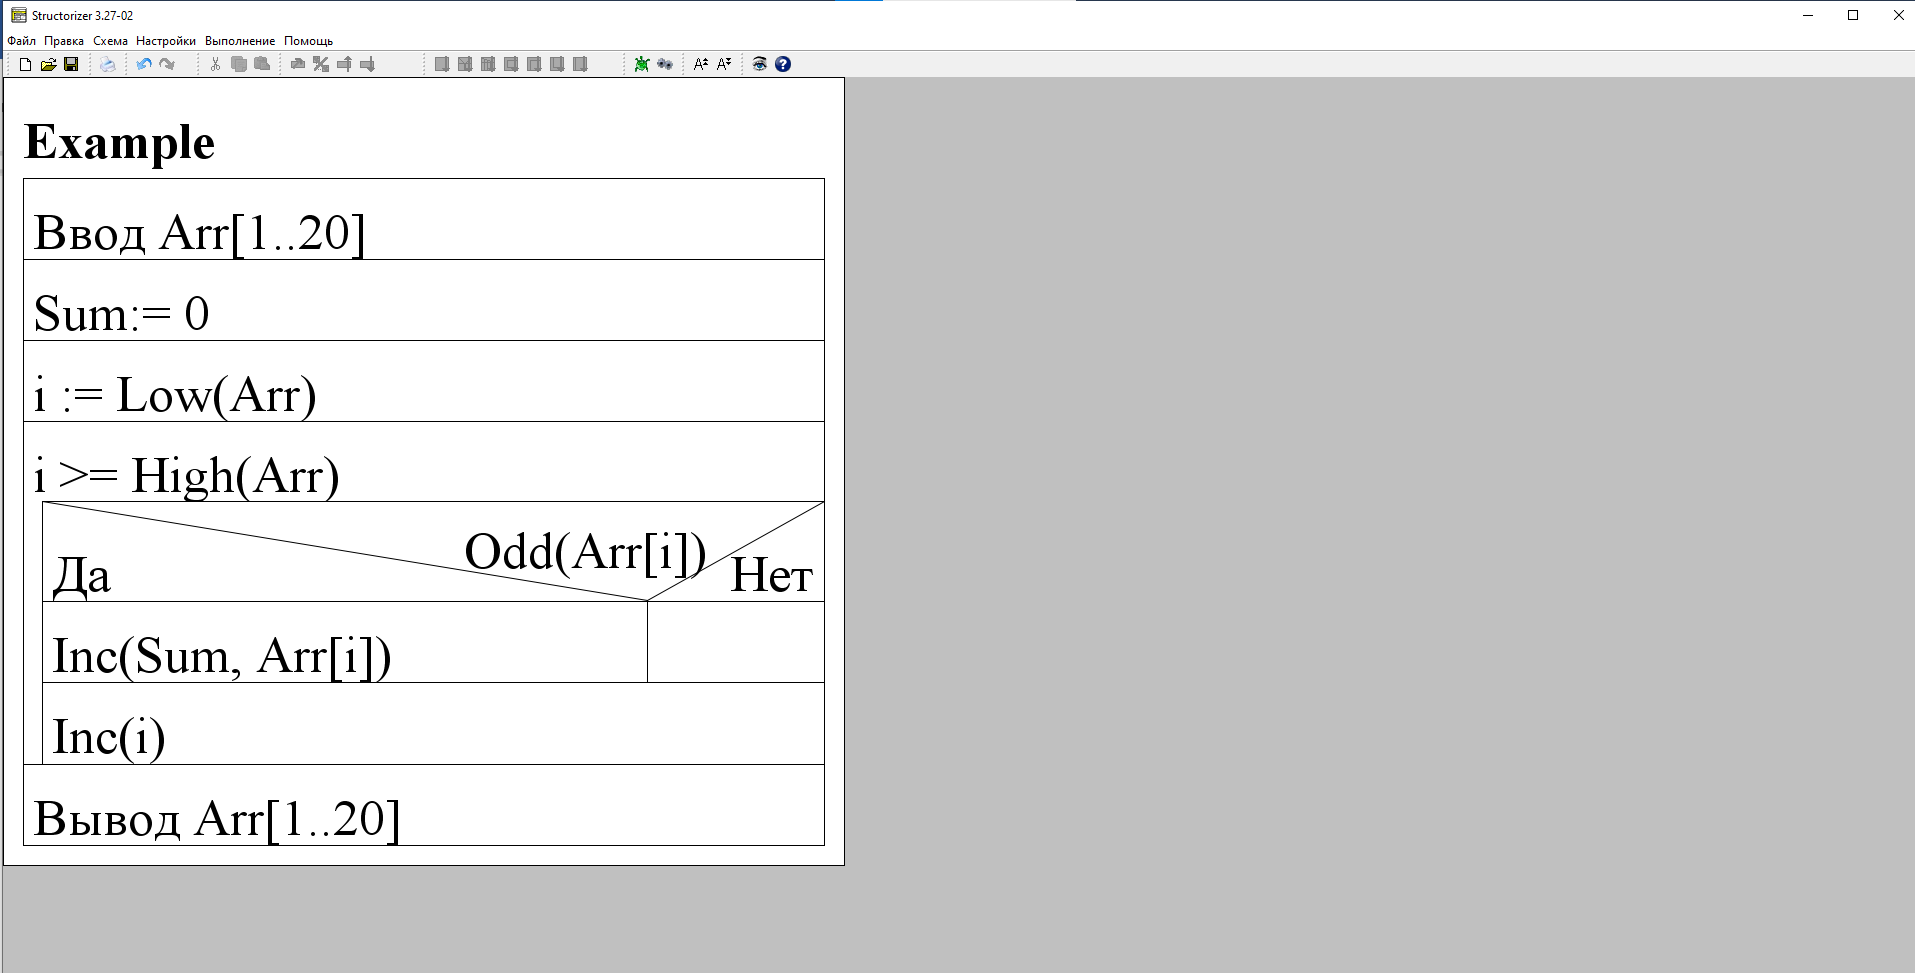 Structorizer 3.27-02
Файл Правка Схема Настройки Выполнение Помощь
Example
Ввод Arr[1..20]
Sum:= 0
i := Low(Arr)
i >= High(Arr)
Odd(Arr[i])
Да Нет
Inc(Sum, Arr[i])
Inc(i)
Вывод Arr[1..20]